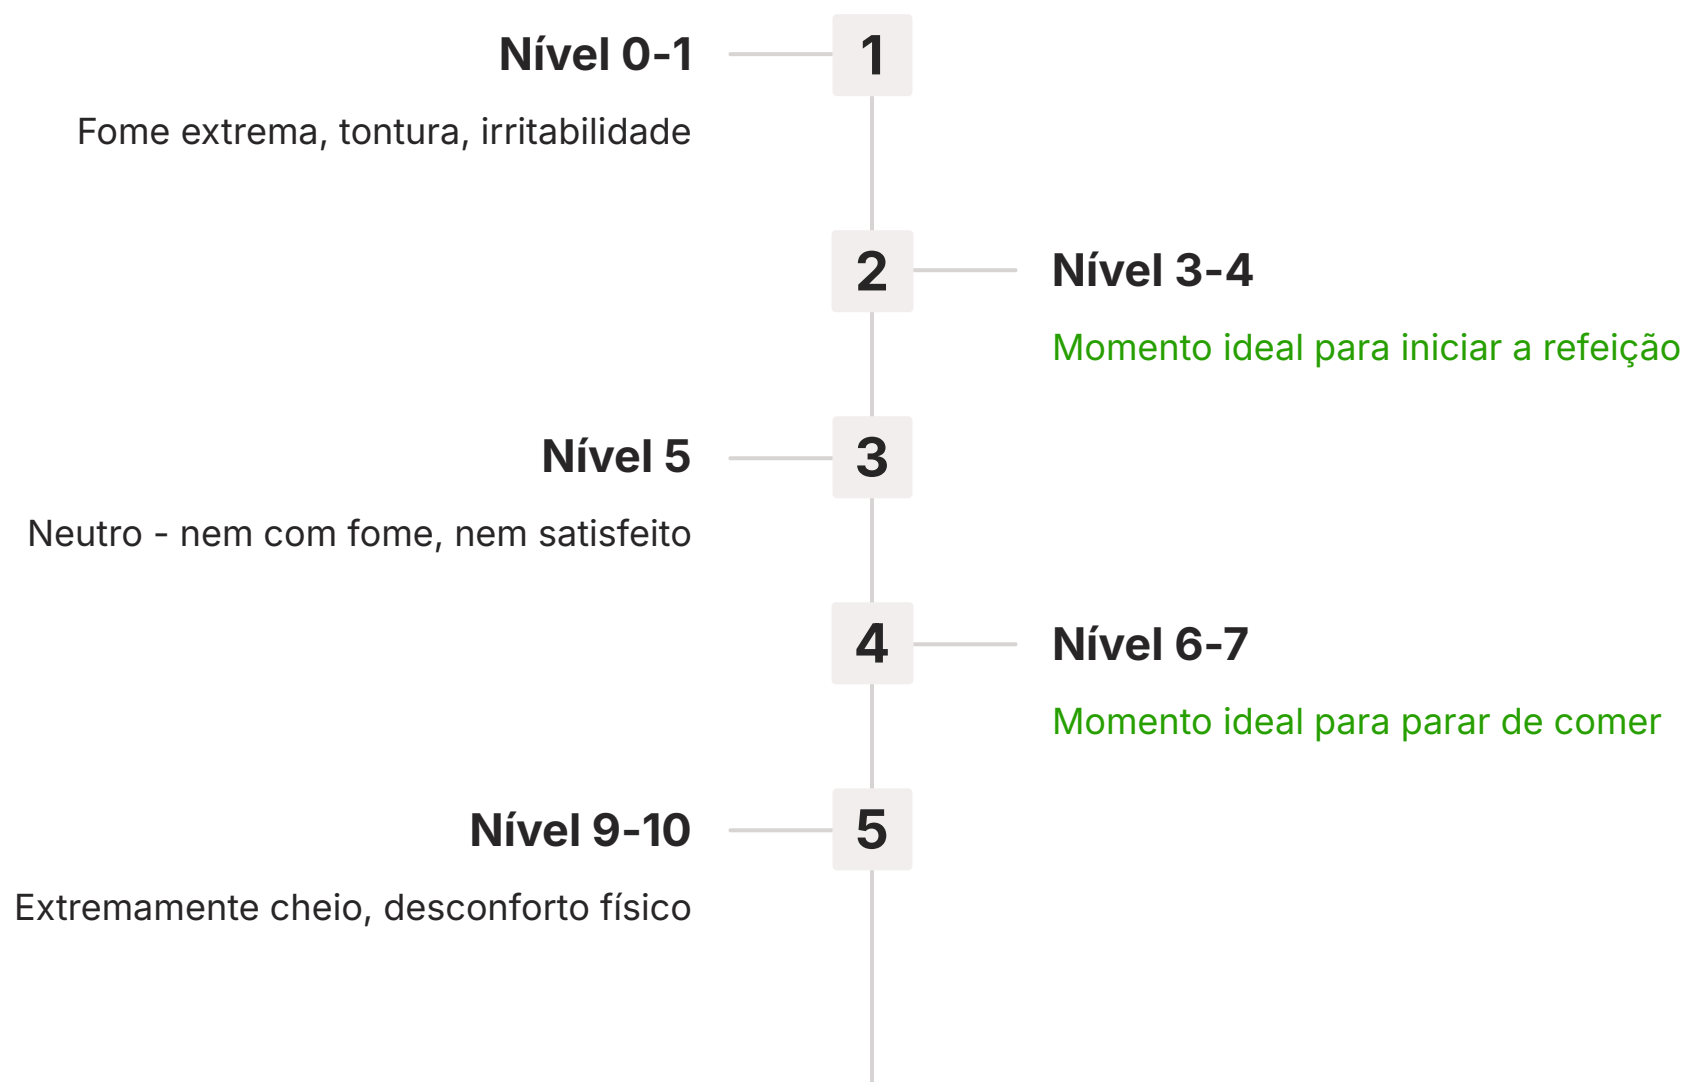 Nível 0-1
1
Fome extrema, tontura, irritabilidade
2
Nível 3-4
Momento ideal para iniciar a refeição
Nível 5
3
Neutro - nem com fome, nem satisfeito
4
Nível 6-7
Momento ideal para parar de comer
Nível 9-10
5
Extremamente cheio, desconforto físico